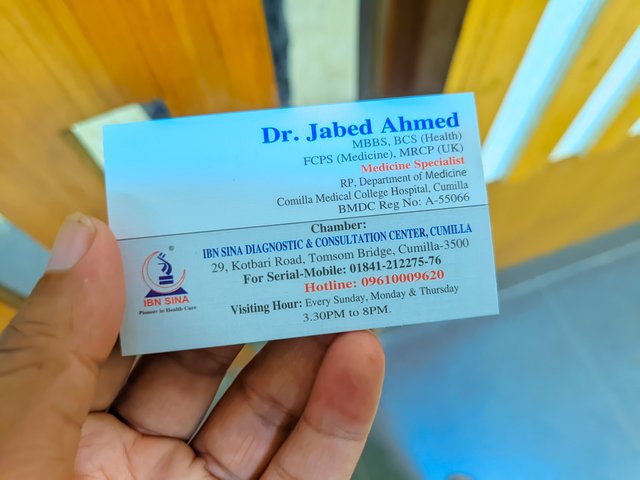 Dr. Jabed Ahmed
MBBS, BCS (Health)
FCPS (Medicine), MRCP (UK)
Medicine Specialist
RP, Department of Medicine
Comilla Medical College Hospital, Cumilla
BMDC Reg No: A-55066
Chamber:
IBN SINA DIAGNOSTIC & CONSULTATION CENTER, CUMILLA
29, Kotbari Road, Tomsom Bridge, Cumilla-3500
For Serial-Mobile: 01841-212275-76
Hotline: 09610009620
Visiting Hour: Every Sunday, Monday & Thursday
3.30PM to 8PM.
®
IBN SINA
Pioneer in Health Care